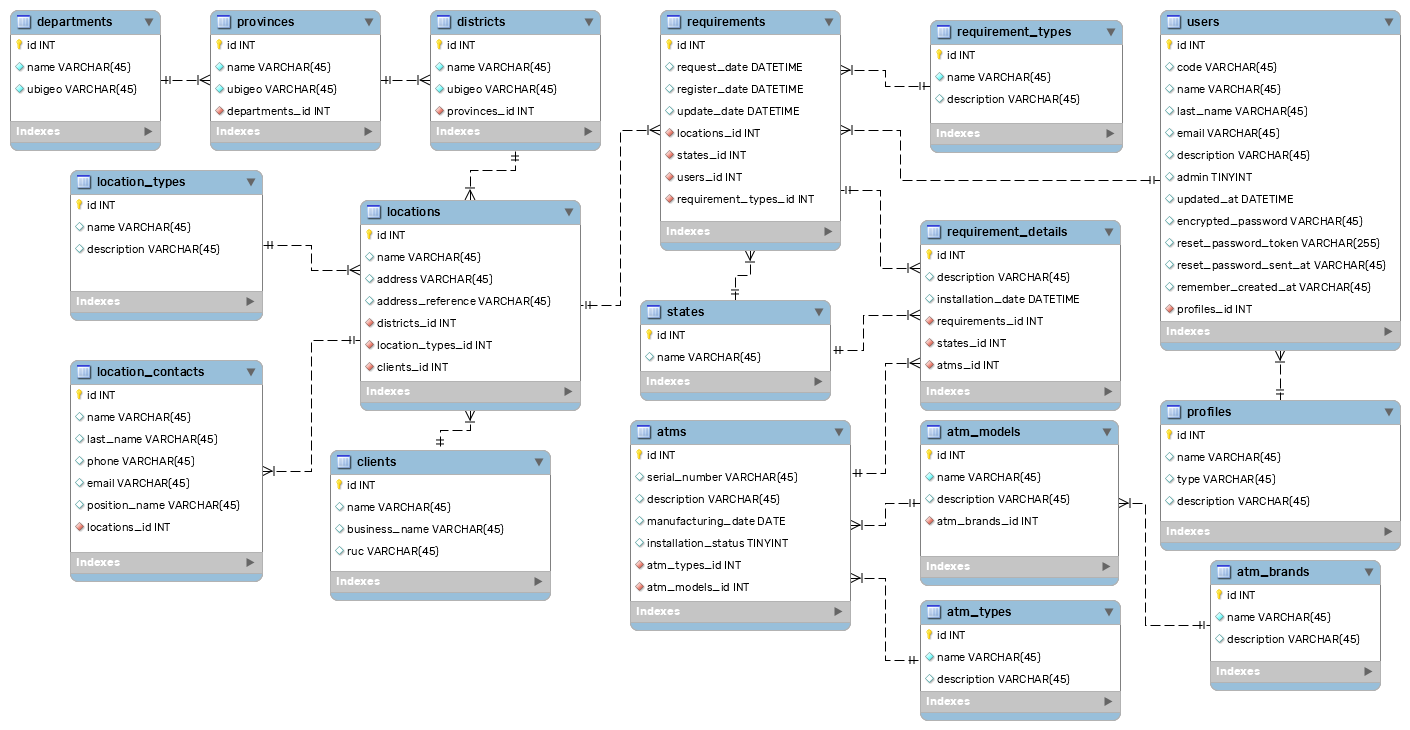 departments
id INT
name VARCHAR(45)
ubigeo VARCHAR(45)
Indexes
provinces
id INT
name VARCHAR(45)
ubigeo VARCHAR(45)
departments_id INT
Indexes
districts
id INT
name VARCHAR(45)
ubigeo VARCHAR(45)
provinces_id INT
Indexes
requirements
id INT
request_date DATETIME
register_date DATETIME
update_date DATETIME
locations_id INT
states_id INT
users_id INT
requirement_types_id INT
Indexes
requirement_types
id INT
name VARCHAR(45)
description VARCHAR(45)
Indexes
users
id INT
code VARCHAR(45)
name VARCHAR(45)
last_name VARCHAR(45)
email VARCHAR(45)
description VARCHAR(45)
admin TINYINT
updated_at DATETIME
encrypted_password VARCHAR(45)
reset_password_token VARCHAR(255)
reset_password_sent_at VARCHAR(45)
remember_created_at VARCHAR(45)
profiles_id INT
Indexes
location_types
id INT
name VARCHAR(45)
description VARCHAR(45)
Indexes
locations
id INT
name VARCHAR(45)
address VARCHAR(45)
address_reference VARCHAR(45)
districts_id INT
location_types_id INT
clients_id INT
Indexes
requirement_details
id INT
description VARCHAR(45)
installation_date DATETIME
requirements_id INT
states_id INT
atms_id INT
Indexes
states
id INT
name VARCHAR(45)
Indexes
location_contacts
id INT
name VARCHAR(45)
last_name VARCHAR(45)
phone VARCHAR(45)
email VARCHAR(45)
position_name VARCHAR(45)
locations_id INT
Indexes
clients
id INT
name VARCHAR(45)
business_name VARCHAR(45)
ruc VARCHAR(45)
Indexes
atms
id INT
serial_number VARCHAR(45)
description VARCHAR(45)
manufacturing_date DATE
installation_status TINYINT
atm_types_id INT
atm_models_id INT
Indexes
atm_models
id INT
name VARCHAR(45)
description VARCHAR(45)
atm_brands_id INT
Indexes
profiles
id INT
name VARCHAR(45)
type VARCHAR(45)
description VARCHAR(45)
Indexes
atm_types
id INT
name VARCHAR(45)
description VARCHAR(45)
Indexes
atm_brands
id INT
name VARCHAR(45)
description VARCHAR(45)
Indexes